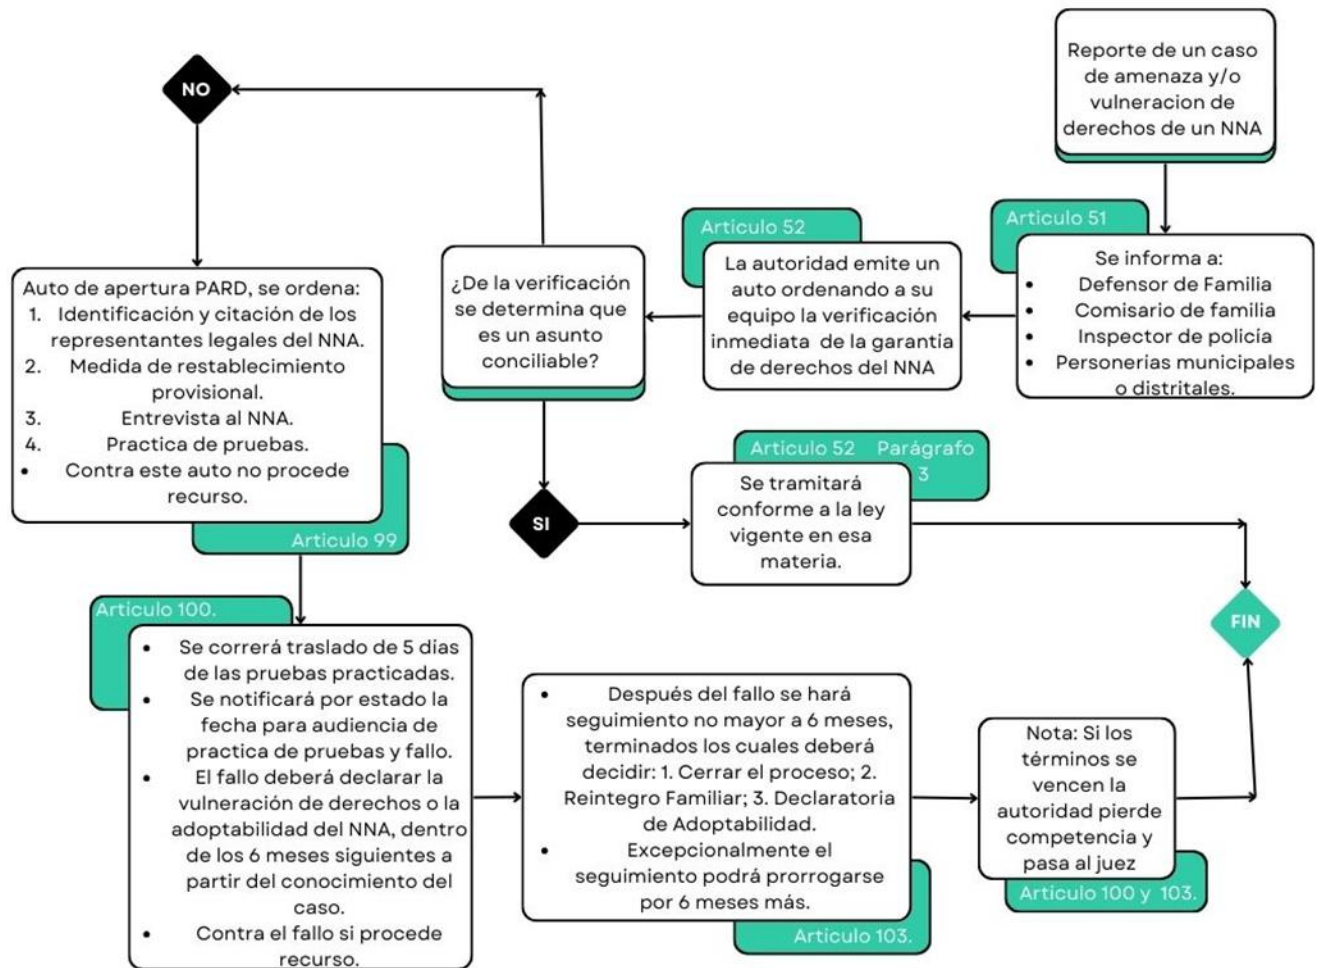 Reporte de un caso
de amenaza y/o
vulneracion de
derechos de un NNA
Articulo 51
Se informa a:
• Defensor de Familia
• Comisario de familia
• Inspector de policía
• Personerias municipales
o distritales.
Articulo 52
La autoridad emite un
auto ordenando a su
equipo la verificación
inmediata de la garantia
de derechos del NNA
¿De la verificación
se determina que
es un asunto
conciliable?
NO
Auto de apertura PARD, se ordena:
1. Identificación y citación de los
representantes legales del NNA.
2. Medida de restablecimiento
provisional.
3. Entrevista al NNA.
4. Practica de pruebas.
• Contra este auto no procede
recurso.
Articulo 99
SI
Articulo 52 Parágrafo
3
Se tramitará
conforme a la ley
vigente en esa
materia.
FIN
Articulo 100.
• Se correrá traslado de 5 dias
de las pruebas practicadas.
• Se notificará por estado la
fecha para audiencia de
practica de pruebas y fallo.
• El fallo deberá declarar la
vulneración de derechos o la
adoptabilidad del NNA, dentro
de los 6 meses siguientes a
partir del conocimiento del
caso.
• Contra el fallo si procede
recurso.
• Después del fallo se hará
seguimiento no mayor a 6 meses,
terminados los cuales deberá
decidir: 1. Cerrar el proceso; 2.
Reintegro Familiar; 3. Declaratoria
de Adoptabilidad.
• Excepcionalmente el
seguimiento podrá prorrogarse
por 6 meses más.
Articulo 103.
Nota: Si los
términos se
vencen la
autoridad pierde
competencia y
pasa al juez
Articulo 100 y 103.